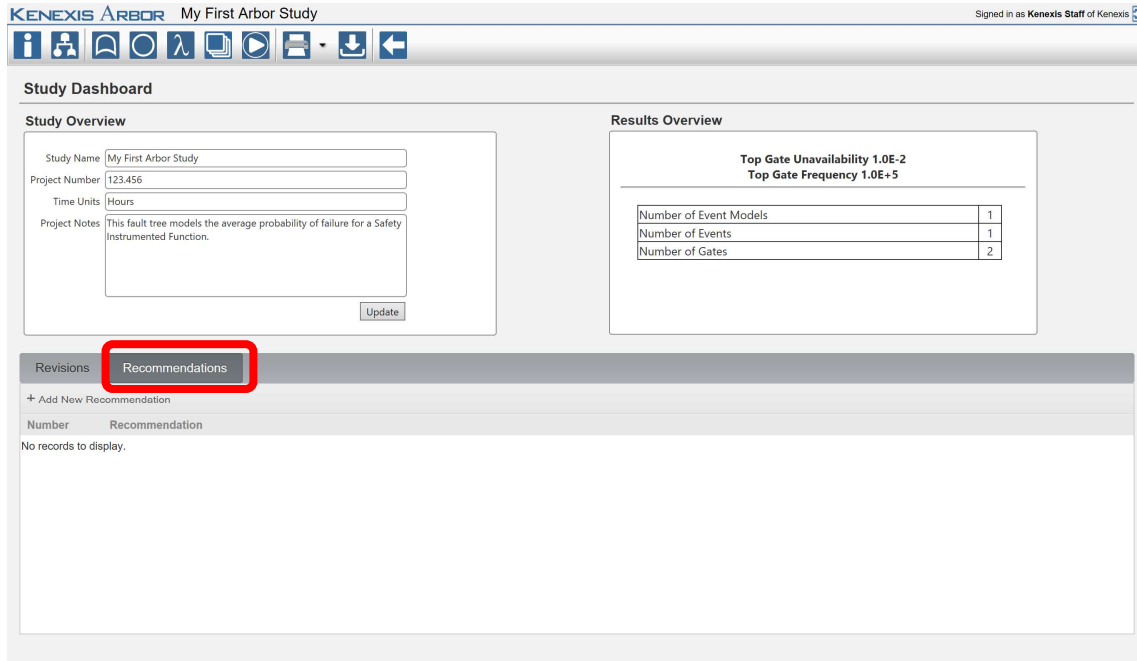 KENEXIS ARBOR My First Arbor Study
Signed in as Kenexis Staff of Kenexis
λ
Study Dashboard
Study Overview
Study Name My First Arbor Study
Project Number 123.456
Time Units Hours
Project Notes This fault tree models the average probability of failure for a Safety
Instrumented Function.
Update
Results Overview
Top Gate Unavailability 1.0E-2
Top Gate Frequency 1.0E+5
Number of Event Models 1
Number of Events 1
Number of Gates 2
Revisions Recommendations
+ Add New Recommendation
Number Recommendation
No records to display.